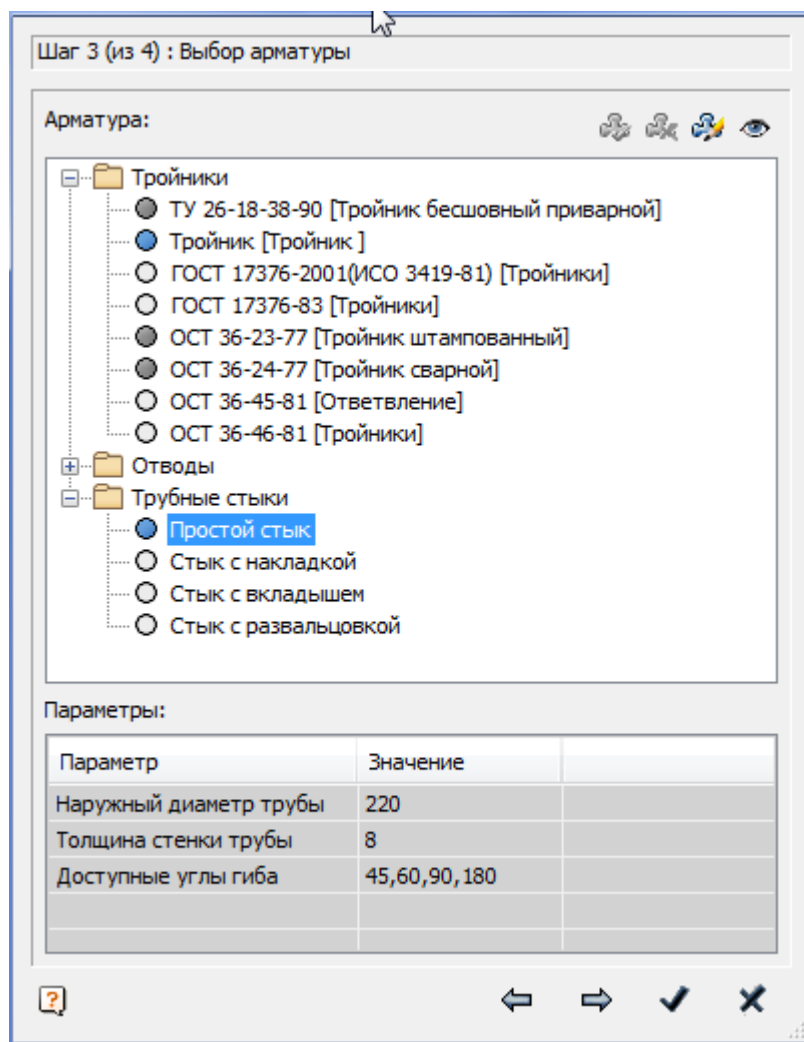 Шаг 3 (из 4) : Выбор арматуры
Арматура:
Тройники
ТУ 26-18-38-90 [Тройник бесшовный приварной]
Тройник [Тройник ]
ГОСТ 17376-2001(ИСО 3419-81) [Тройники]
ГОСТ 17376-83 [Тройники]
ОСТ 36-23-77 [Тройник штампованный]
ОСТ 36-24-77 [Тройник сварной]
ОСТ 36-45-81 [Ответвление]
ОСТ 36-46-81 [Тройники]
Отводы
Трубные стыки
Простой стык
Стык с накладкой
Стык с вкладышем
Стык с развальцовкой
Параметры:
Параметр Значение
Наружный диаметр трубы 220
Толщина стенки трубы 8
Доступные углы гиба 45,60,90,180